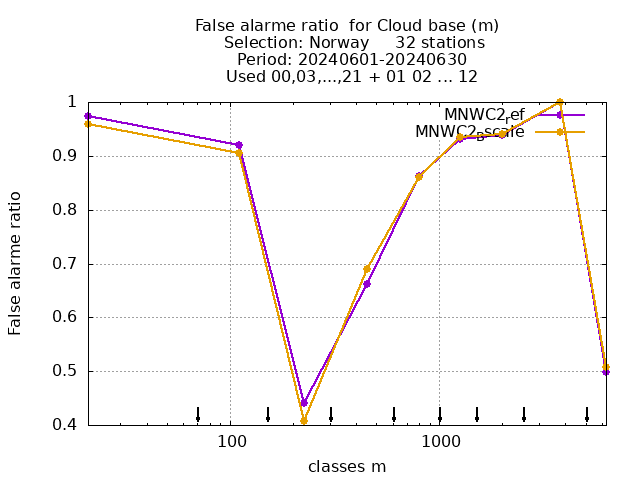 False alarme ratio  for Cloud base (m)
Selection: Norway     32 stations
Period: 20240601-20240630
Used 00,03,...,21 + 01 02 ... 12
MNWC2_ref
MNWC2_scale
1
0.9
0.8
0.7
0.6
0.5
0.4
False alarme ratio
100
1000
classes m